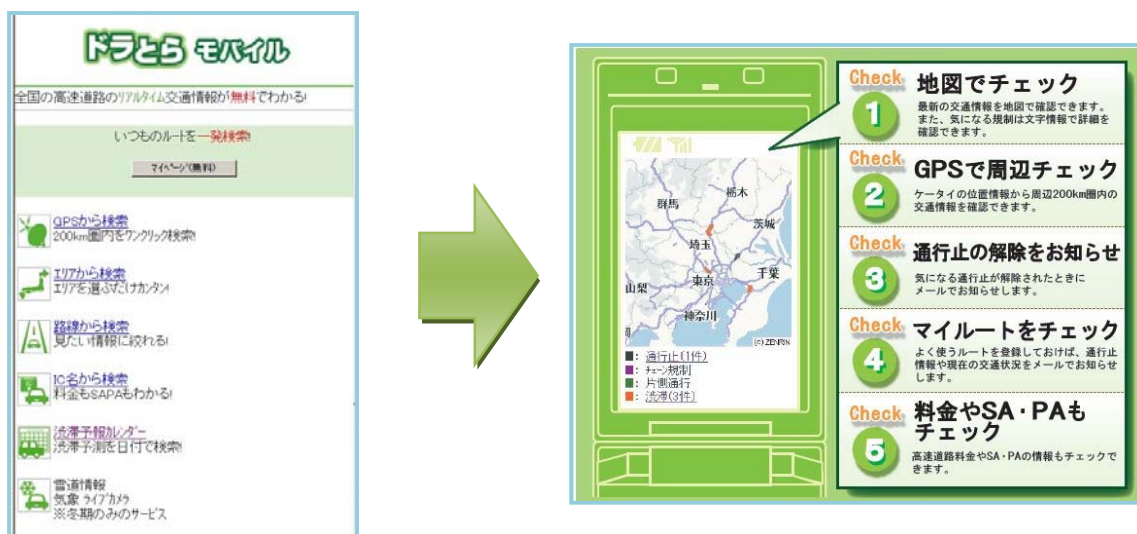 ドラとら モバイル
全国の高速道路のﾘｱﾙﾀｲﾑ交通情報が無料でわかる!
いつものルートを一発検索!
ﾏｲﾍﾟｰｼﾞ(無料)
GPSから検索
200km圏内をﾜﾝｸﾘｯｸ検索!
ｴﾘｱから検索
ｴﾘｱを選ぶだけｶﾝﾀﾝ!
路線から検索
見たい情報に絞れる!
IC名から検索
料金もSAPAもわかる!
渋滞予報ｶﾚﾝﾀﾞｰ
渋滞予測を日付で検索!
雪道情報
気象 ﾗｲﾌﾞｶﾒﾗ
※冬期のみのｻｰﾋﾞｽ
群馬
栃木
茨城
埼玉
山梨
東京
千葉
神奈川
(c)ZENRIN
■: 通行止(1件)
■: ﾁｪｰﾝ規制
■: 片側通行
■: 渋滞(3件)
Check 1 地図でチェック
最新の交通情報を地図で確認できます。
また、気になる規制は文字情報で詳細を
確認できます。
Check 2 GPSで周辺チェック
ケータイの位置情報から周辺200km圏内の
交通情報を確認できます。
Check 3 通行止の解除をお知らせ
気になる通行止が解除されたときに
メールでお知らせします。
Check 4 マイルートをチェック
よく使うルートを登録しておけば、通行止
情報や現在の交通状況をメールでお知らせ
します。
Check 5 料金やSA・PAも
チェック
高速道路料金やSA・PAの情報もチェックで
きます。